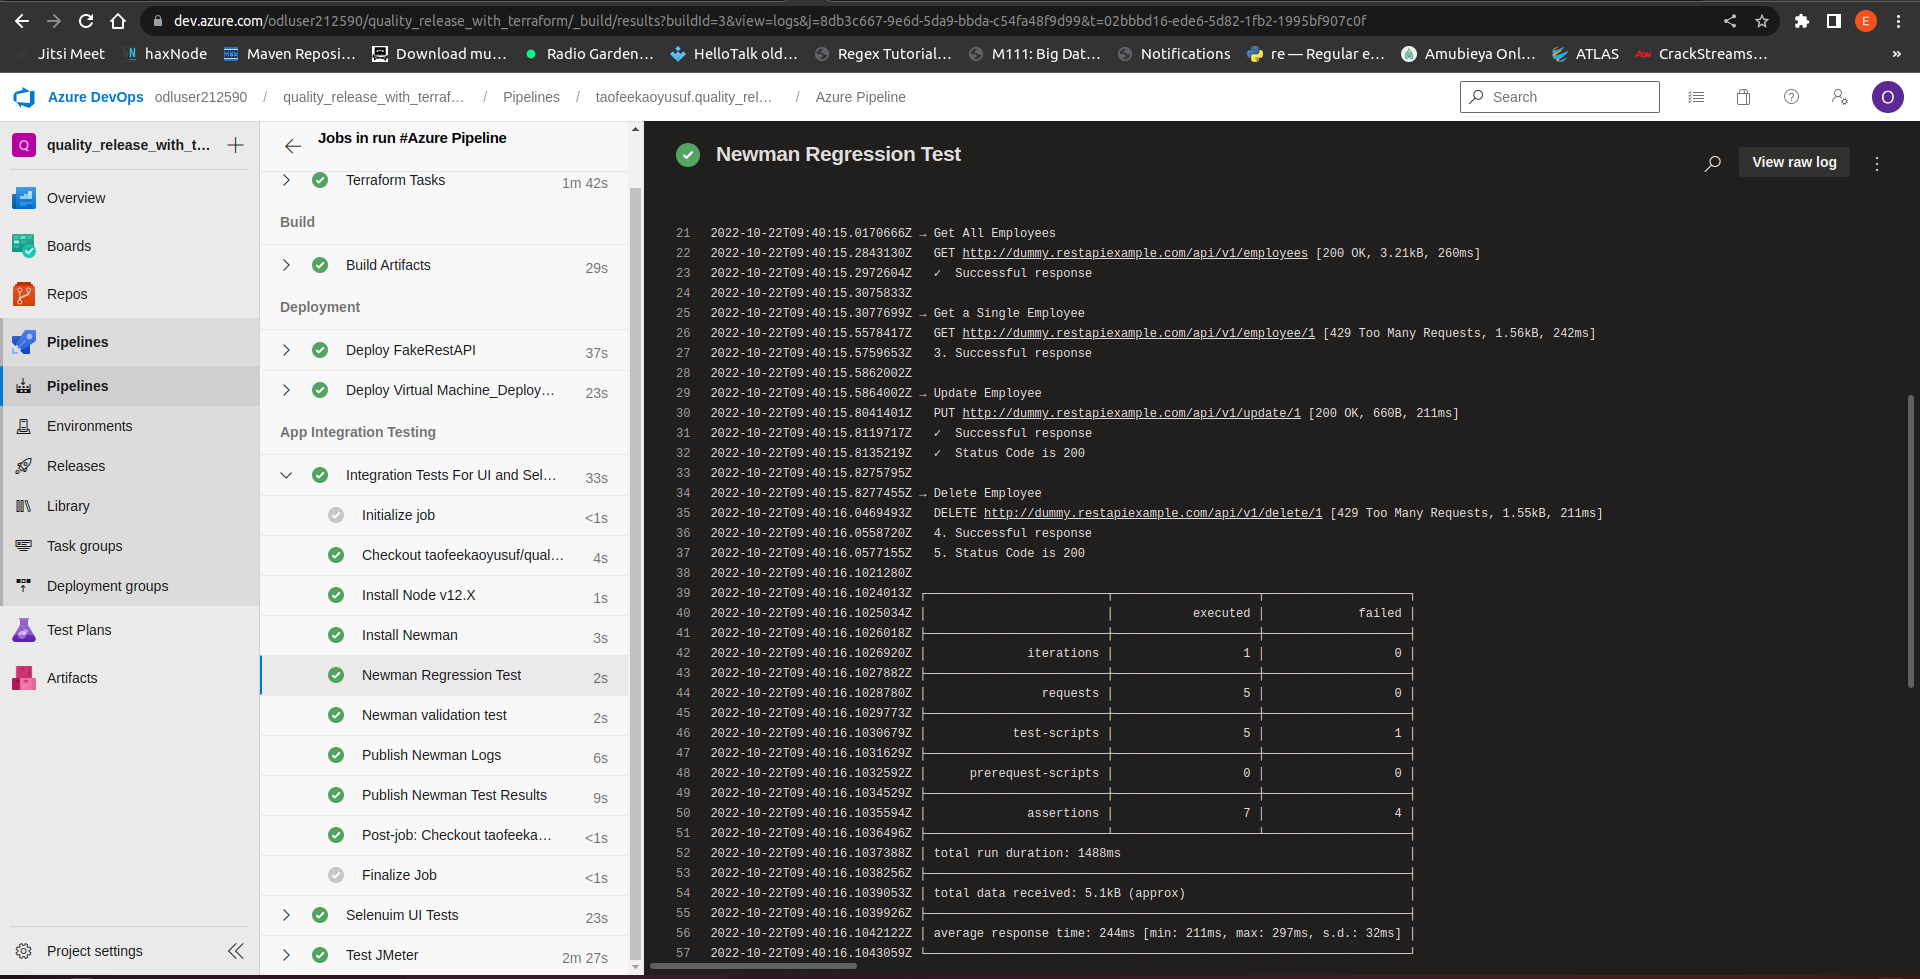 dev.azure.com/odluser212590/quality_release_with_terraform/_build/results?buildId=3&view=logs&j=8db3c667-9e6d-5da9-bbda-c54fa48f9d99&t=02bbbd16-ede6-5d82-1fb2-1995bf907c0f
E
Jitsi Meet
haxNode
Maven Reposi…
Download mu…
Radio Garden…
HelloTalk old…
Regex Tutorial…
M111: Big Dat…
Notifications
re — Regular e…
Amubieya Onl…
ATLAS
CrackStreams…
»
Azure DevOps odluser212590 / quality_release_with_terraf… / Pipelines / taofeekaoyusuf.quality_rel… / Azure Pipeline
Search
O
Q quality_release_with_t…
Overview
Boards
Repos
Pipelines
Pipelines
Environments
Releases
Library
Task groups
Deployment groups
Test Plans
Artifacts
Project settings
Jobs in run #Azure Pipeline
Terraform Tasks 1m 42s
Build
Build Artifacts 29s
Deployment
Deploy FakeRestAPI 37s
Deploy Virtual Machine_Deploy… 23s
App Integration Testing
Integration Tests For UI and Sel… 33s
Initialize job <1s
Checkout taofeekaoyusuf/qual… 4s
Install Node v12.X 1s
Install Newman 3s
Newman Regression Test 2s
Newman validation test 2s
Publish Newman Logs 6s
Publish Newman Test Results 9s
Post-job: Checkout taofeeka… <1s
Finalize Job <1s
Selenuim UI Tests 23s
Test JMeter 2m 27s
Newman Regression Test
View raw log
21 2022-10-22T09:40:15.0170666Z → Get All Employees
22 2022-10-22T09:40:15.2843130Z GET http://dummy.restapiexample.com/api/v1/employees [200 OK, 3.21kB, 260ms]
23 2022-10-22T09:40:15.2972604Z ✓ Successful response
24 2022-10-22T09:40:15.3075833Z
25 2022-10-22T09:40:15.3077699Z → Get a Single Employee
26 2022-10-22T09:40:15.5578417Z GET http://dummy.restapiexample.com/api/v1/employee/1 [429 Too Many Requests, 1.56kB, 242ms]
27 2022-10-22T09:40:15.5759653Z 3. Successful response
28 2022-10-22T09:40:15.5862002Z
29 2022-10-22T09:40:15.5864002Z → Update Employee
30 2022-10-22T09:40:15.8041401Z PUT http://dummy.restapiexample.com/api/v1/update/1 [200 OK, 660B, 211ms]
31 2022-10-22T09:40:15.8119717Z ✓ Successful response
32 2022-10-22T09:40:15.8135219Z ✓ Status Code is 200
33 2022-10-22T09:40:15.8275795Z
34 2022-10-22T09:40:15.8277455Z → Delete Employee
35 2022-10-22T09:40:16.0469493Z DELETE http://dummy.restapiexample.com/api/v1/delete/1 [429 Too Many Requests, 1.55kB, 211ms]
36 2022-10-22T09:40:16.0558720Z 4. Successful response
37 2022-10-22T09:40:16.0577155Z 5. Status Code is 200
38 2022-10-22T09:40:16.1021280Z
39 2022-10-22T09:40:16.1024013Z
40 2022-10-22T09:40:16.1025034Z │ │ executed │ failed │
41 2022-10-22T09:40:16.1026018Z
42 2022-10-22T09:40:16.1026920Z │ iterations │ 1 │ 0 │
43 2022-10-22T09:40:16.1027882Z
44 2022-10-22T09:40:16.1028780Z │ requests │ 5 │ 0 │
45 2022-10-22T09:40:16.1029773Z
46 2022-10-22T09:40:16.1030679Z │ test-scripts │ 5 │ 1 │
47 2022-10-22T09:40:16.1031629Z
48 2022-10-22T09:40:16.1032592Z │ prerequest-scripts │ 0 │ 0 │
49 2022-10-22T09:40:16.1034529Z
50 2022-10-22T09:40:16.1035594Z │ assertions │ 7 │ 4 │
51 2022-10-22T09:40:16.1036496Z
52 2022-10-22T09:40:16.1037388Z │ total run duration: 1488ms │
53 2022-10-22T09:40:16.1038256Z
54 2022-10-22T09:40:16.1039053Z │ total data received: 5.1kB (approx) │
55 2022-10-22T09:40:16.1039926Z
56 2022-10-22T09:40:16.1042122Z │ average response time: 244ms [min: 211ms, max: 297ms, s.d.: 32ms] │
57 2022-10-22T09:40:16.1043059Z